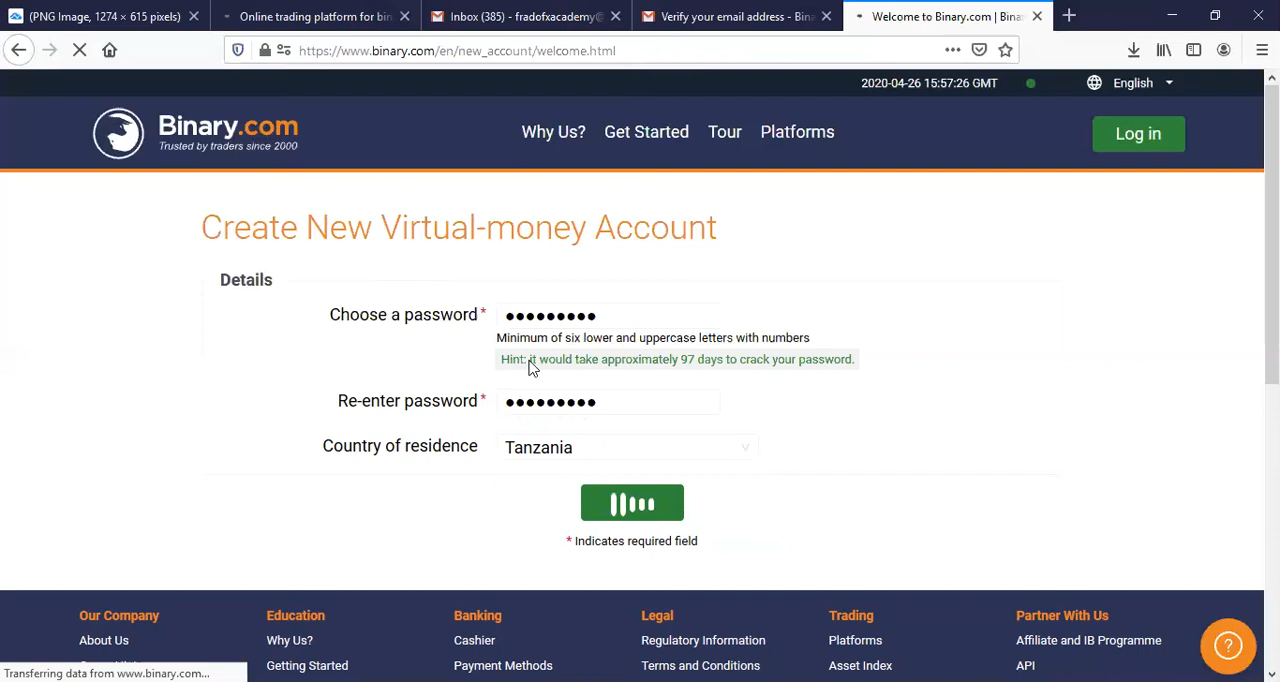 (PNG Image, 1274 × 615 pixels)
Online trading platform for bin
Inbox (385) - fradofxacademy@
Verify your email address - Bina
Welcome to Binary.com | Bina
https://www.binary.com/en/new_account/welcome.html
2020-04-26 15:57:26 GMT
English
Binary.com
Trusted by traders since 2000
Why Us?
Get Started
Tour
Platforms
Log in
Create New Virtual-money Account
Details
Choose a password*
Minimum of six lower and uppercase letters with numbers
Hint: it would take approximately 97 days to crack your password.
Re-enter password*
Country of residence
Tanzania
* Indicates required field
Our Company
Education
Banking
Legal
Trading
Partner With Us
About Us
Why Us?
Cashier
Regulatory Information
Platforms
Affiliate and IB Programme
Getting Started
Payment Methods
Terms and Conditions
Asset Index
API
?
Transferring data from www.binary.com...